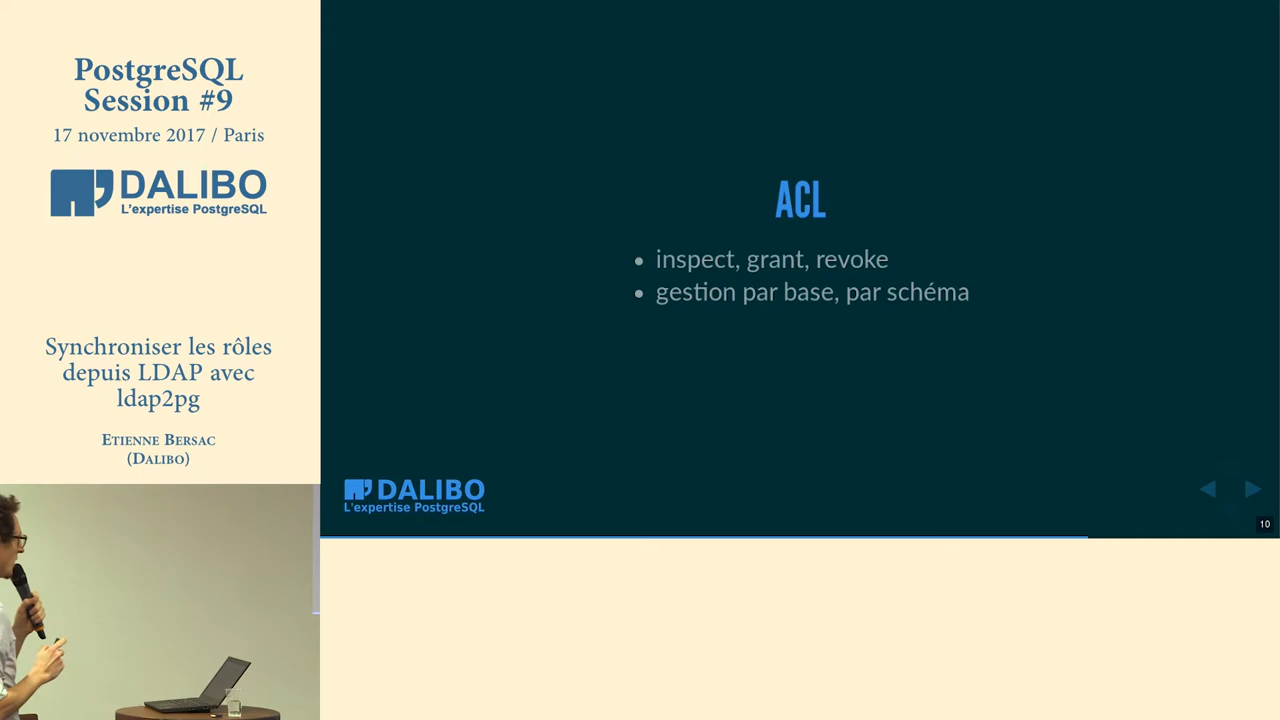 PostgreSQL
Session #9
17 novembre 2017 / Paris
DALIBO
L'expertise PostgreSQL
Synchroniser les rôles
depuis LDAP avec
ldap2pg
Etienne Bersac
(Dalibo)
ACL
• inspect, grant, revoke
• gestion par base, par schéma
DALIBO
L'expertise PostgreSQL
10